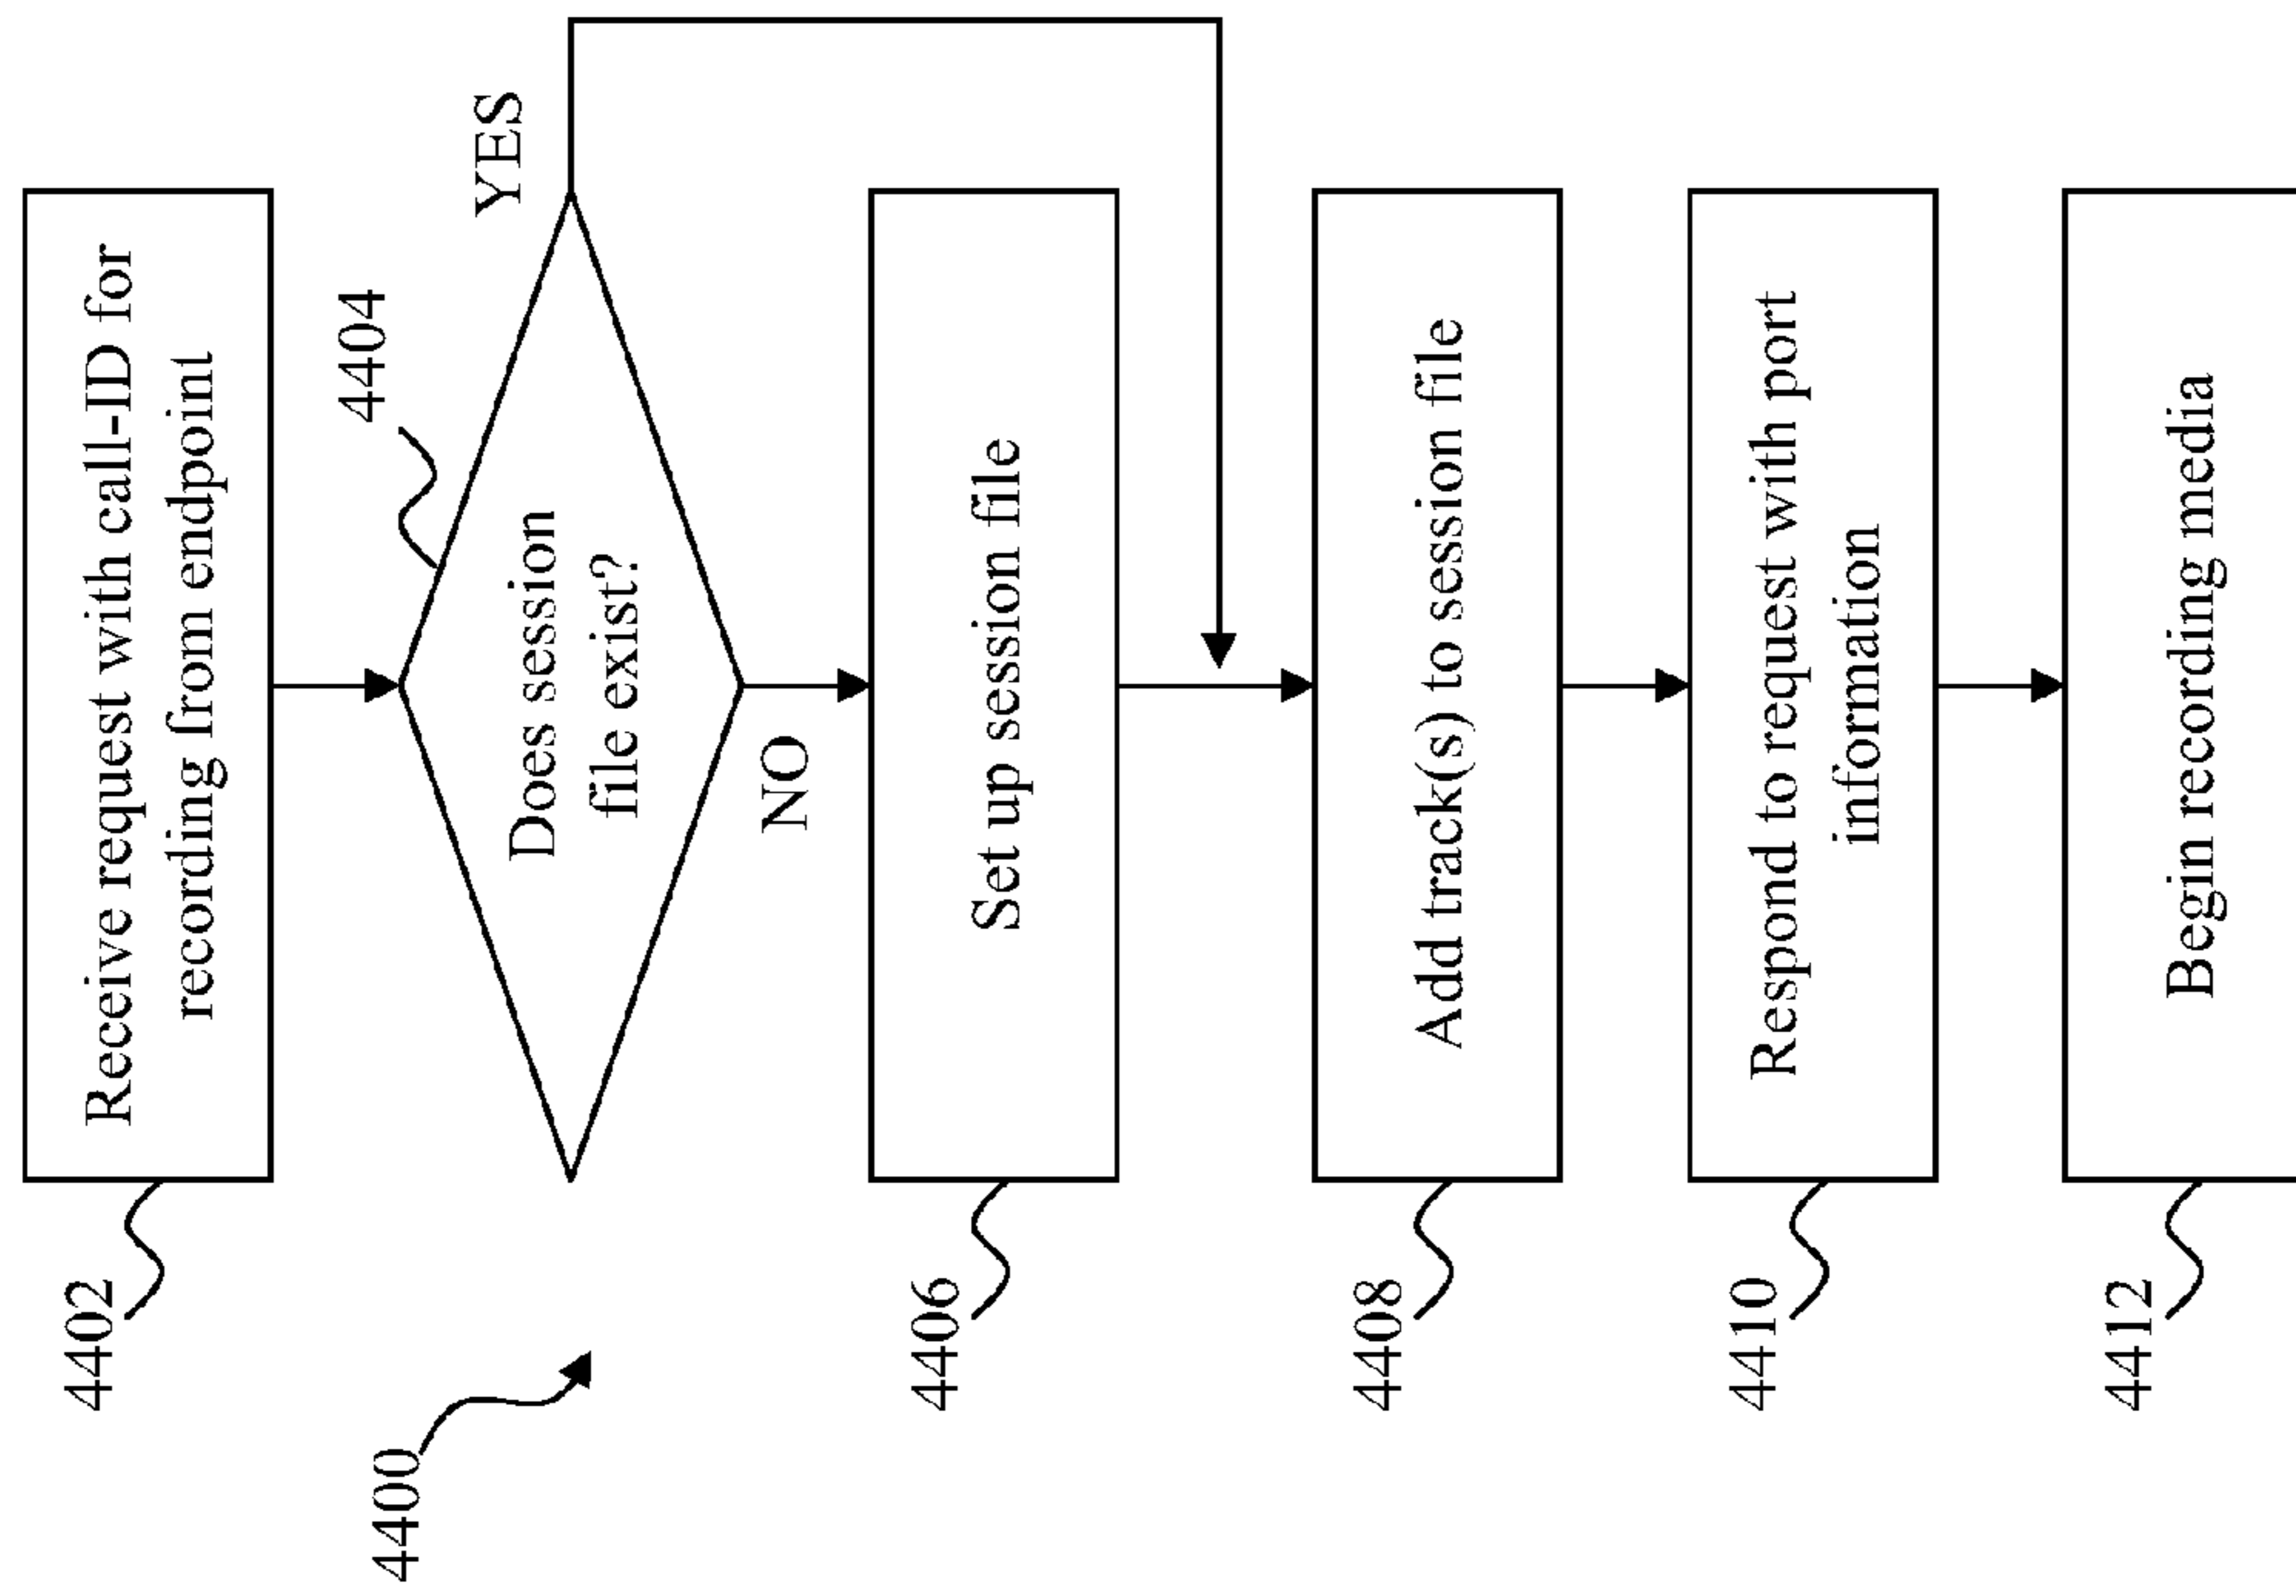 4400
4402
Receive request with call-ID for
recording from endpoint
4404
Does session
file exist?
YES
NO
4406
Set up session file
4408
Add track(s) to session file
4410
Respond to request with port
information
4412
Begin recording media